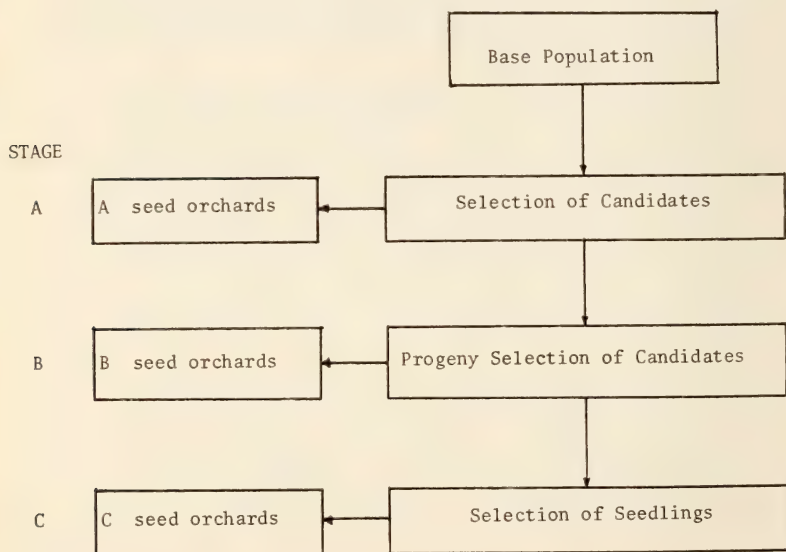 Base Population
STAGE
A
A seed orchards
Selection of Candidates
B
B seed orchards
Progeny Selection of Candidates
C
C seed orchards
Selection of Seedlings